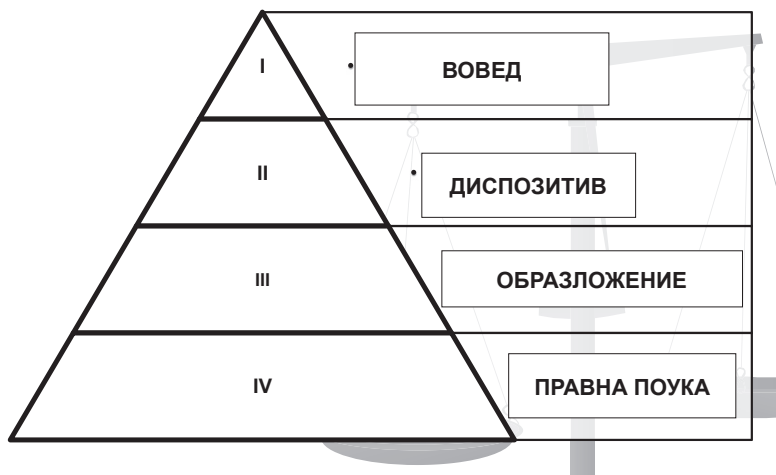 I
ВОВЕД
II
ДИСПОЗИТИВ
III
ОБРАЗЛОЖЕНИЕ
IV
ПРАВНА ПОУКА